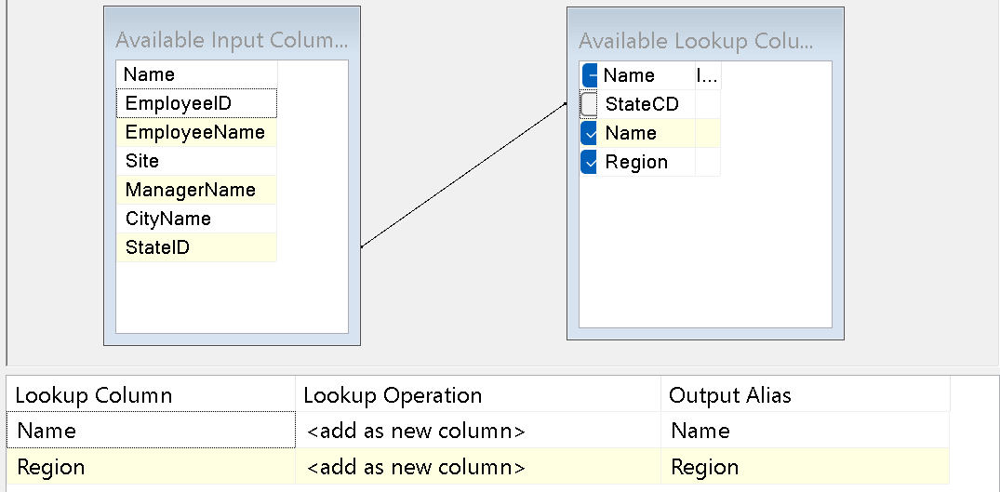 Available Input Colum...
Name
EmployeeID
EmployeeName
Site
ManagerName
CityName
StateID
Available Lookup Colu...
Name I...
StateCD
Name
Region
Lookup Column Lookup Operation Output Alias
Name <add as new column> Name
Region <add as new column> Region